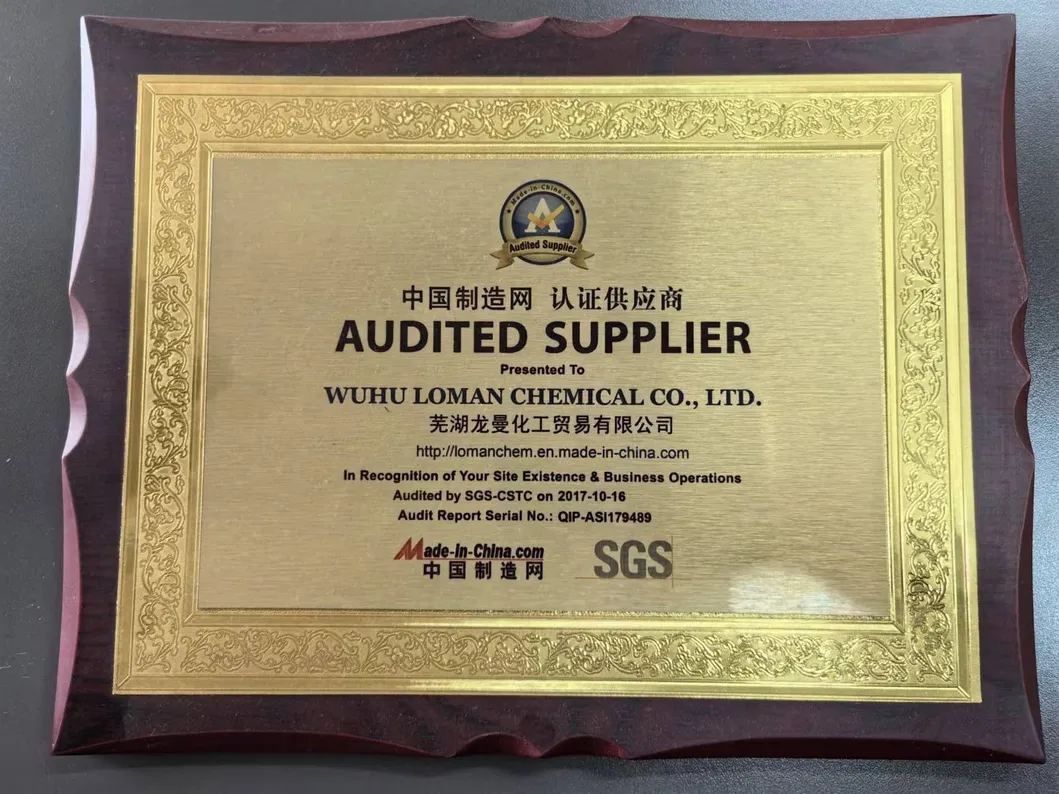 Made-in-China.com
A
Audited Supplier
中国制造网 认证供应商
AUDITED SUPPLIER
Presented To
WUHU LOMAN CHEMICAL CO., LTD.
芜湖龙曼化工贸易有限公司
http://lomanchem.en.made-in-china.com
In Recognition of Your Site Existence & Business Operations
Audited by SGS-CSTC on 2017-10-16
Audit Report Serial No.: QIP-ASI179489
Made-in-China.com
中国制造网
SGS